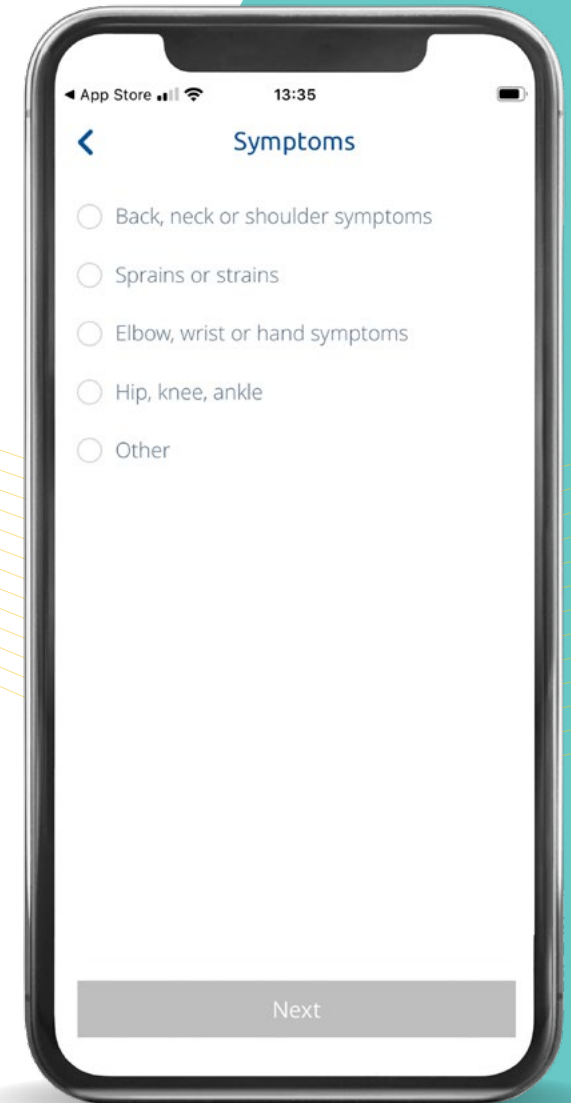 App Store
13:35
Symptoms
Back, neck or shoulder symptoms
Sprains or strains
Elbow, wrist or hand symptoms
Hip, knee, ankle
Other
Next